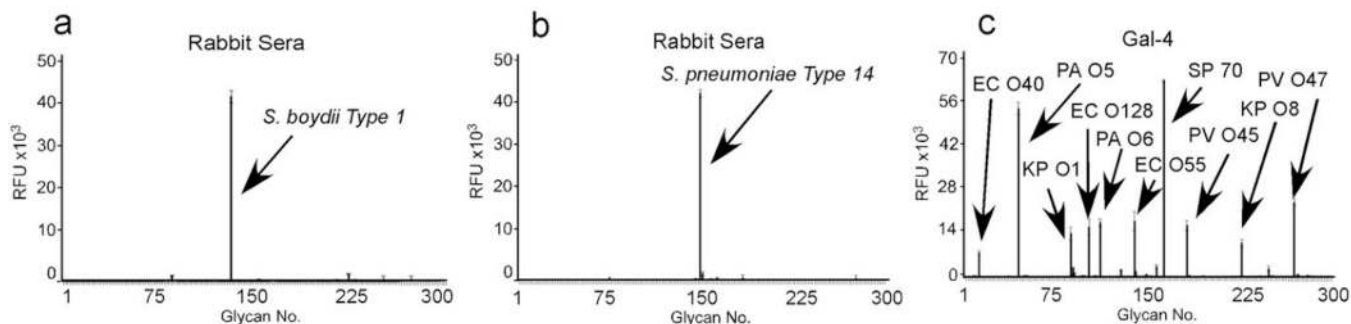 a
Rabbit Sera
50
40
30
20
10
0
RFU x10³
S. boydii Type 1
1 75 150 225 300
Glycan No.
b
Rabbit Sera
50
40
30
20
10
0
RFU x10³
S. pneumoniae Type 14
1 75 150 225 300
Glycan No.
c
Gal-4
70
56
42
28
14
0
RFU x10³
EC O40
PA O5
SP 70
PV O47
EC O128
KP O8
PA O6
PV O45
KP O1
EC O55
1 75 150 225 300
Glycan No.